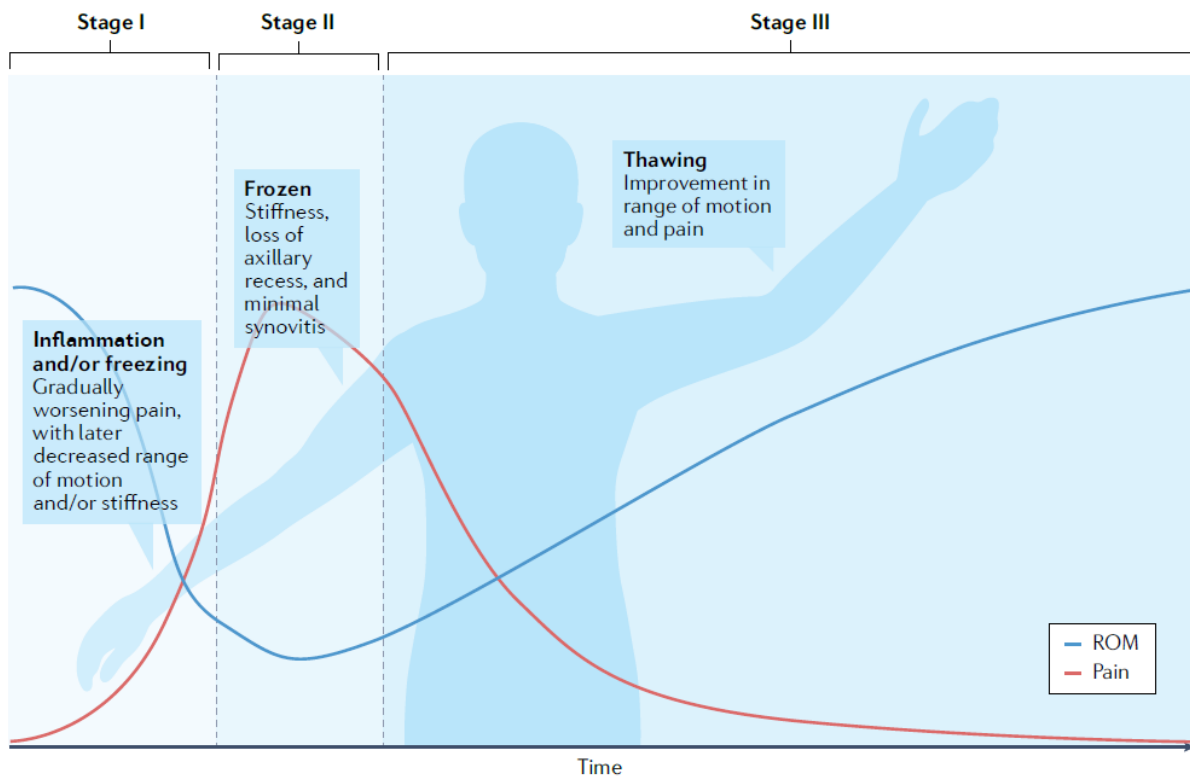 Stage I
Stage II
Stage III
Inflammation
and/or freezing
Gradually
worsening pain,
with later
decreased range
of motion
and/or stiffness
Frozen
Stiffness,
loss of
axillary
recess, and
minimal
synovitis
Thawing
Improvement in
range of motion
and pain
ROM
Pain
Time